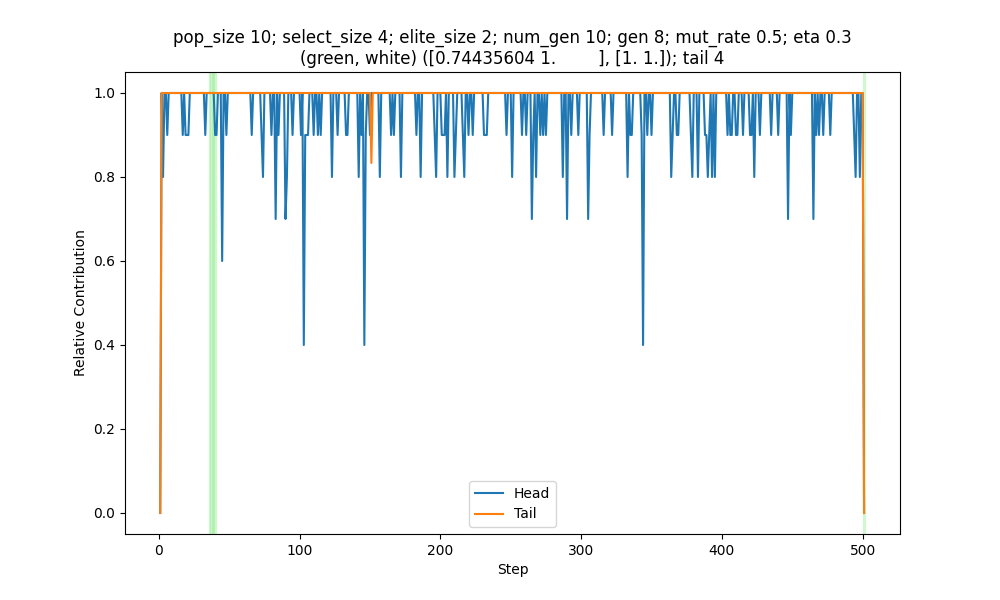 pop_size 10; select_size 4; elite_size 2; num_gen 10; gen 8; mut_rate 0.5; eta 0.3
(green, white) ([0.74435604 1.        ], [1. 1.]); tail 4
1.0
0.8
0.6
0.4
0.2
0.0
Relative Contribution
Head
Tail
0 100 200 300 400 500
Step